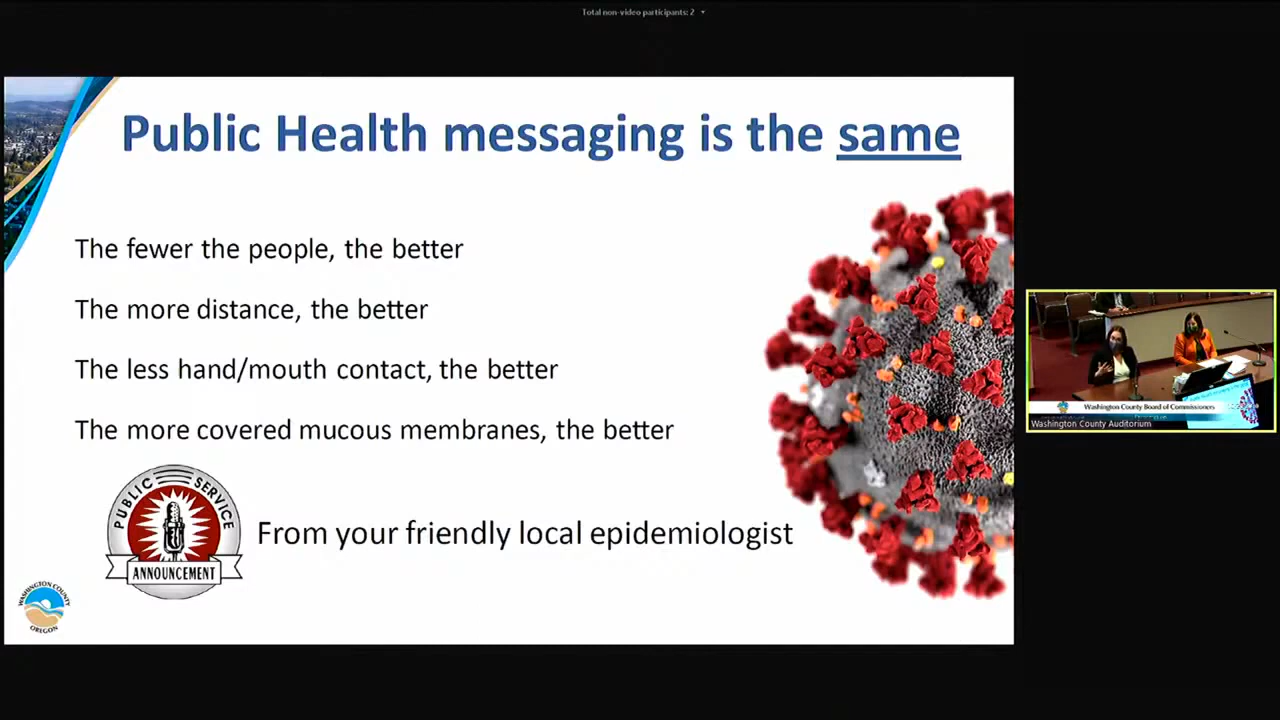 Total non-video participants: 2
Public Health messaging is the same
The fewer the people, the better
The more distance, the better
The less hand/mouth contact, the better
The more covered mucous membranes, the better
PUBLIC SERVICE
ANNOUNCEMENT
From your friendly local epidemiologist
WASHINGTON COUNTY
OREGON
Washington County Board of Commissioners
Washington County Auditorium